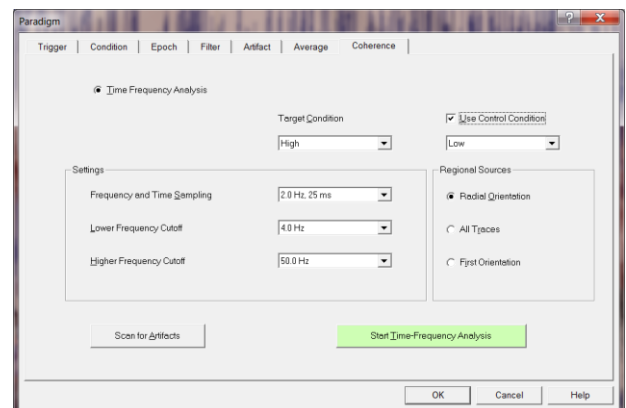 Paradigm
Trigger Condition Epoch Filter Artifact Average Coherence
Time Frequency Analysis
Target Condition Use Control Condition
High Low
Settings Regional Sources
Frequency and Time Sampling 2.0 Hz, 25 ms Radial Orientation
Lower Frequency Cutoff 4.0 Hz All Traces
Higher Frequency Cutoff 50.0 Hz First Orientation
Scan for Artifacts Start Time-Frequency Analysis
OK Cancel Help